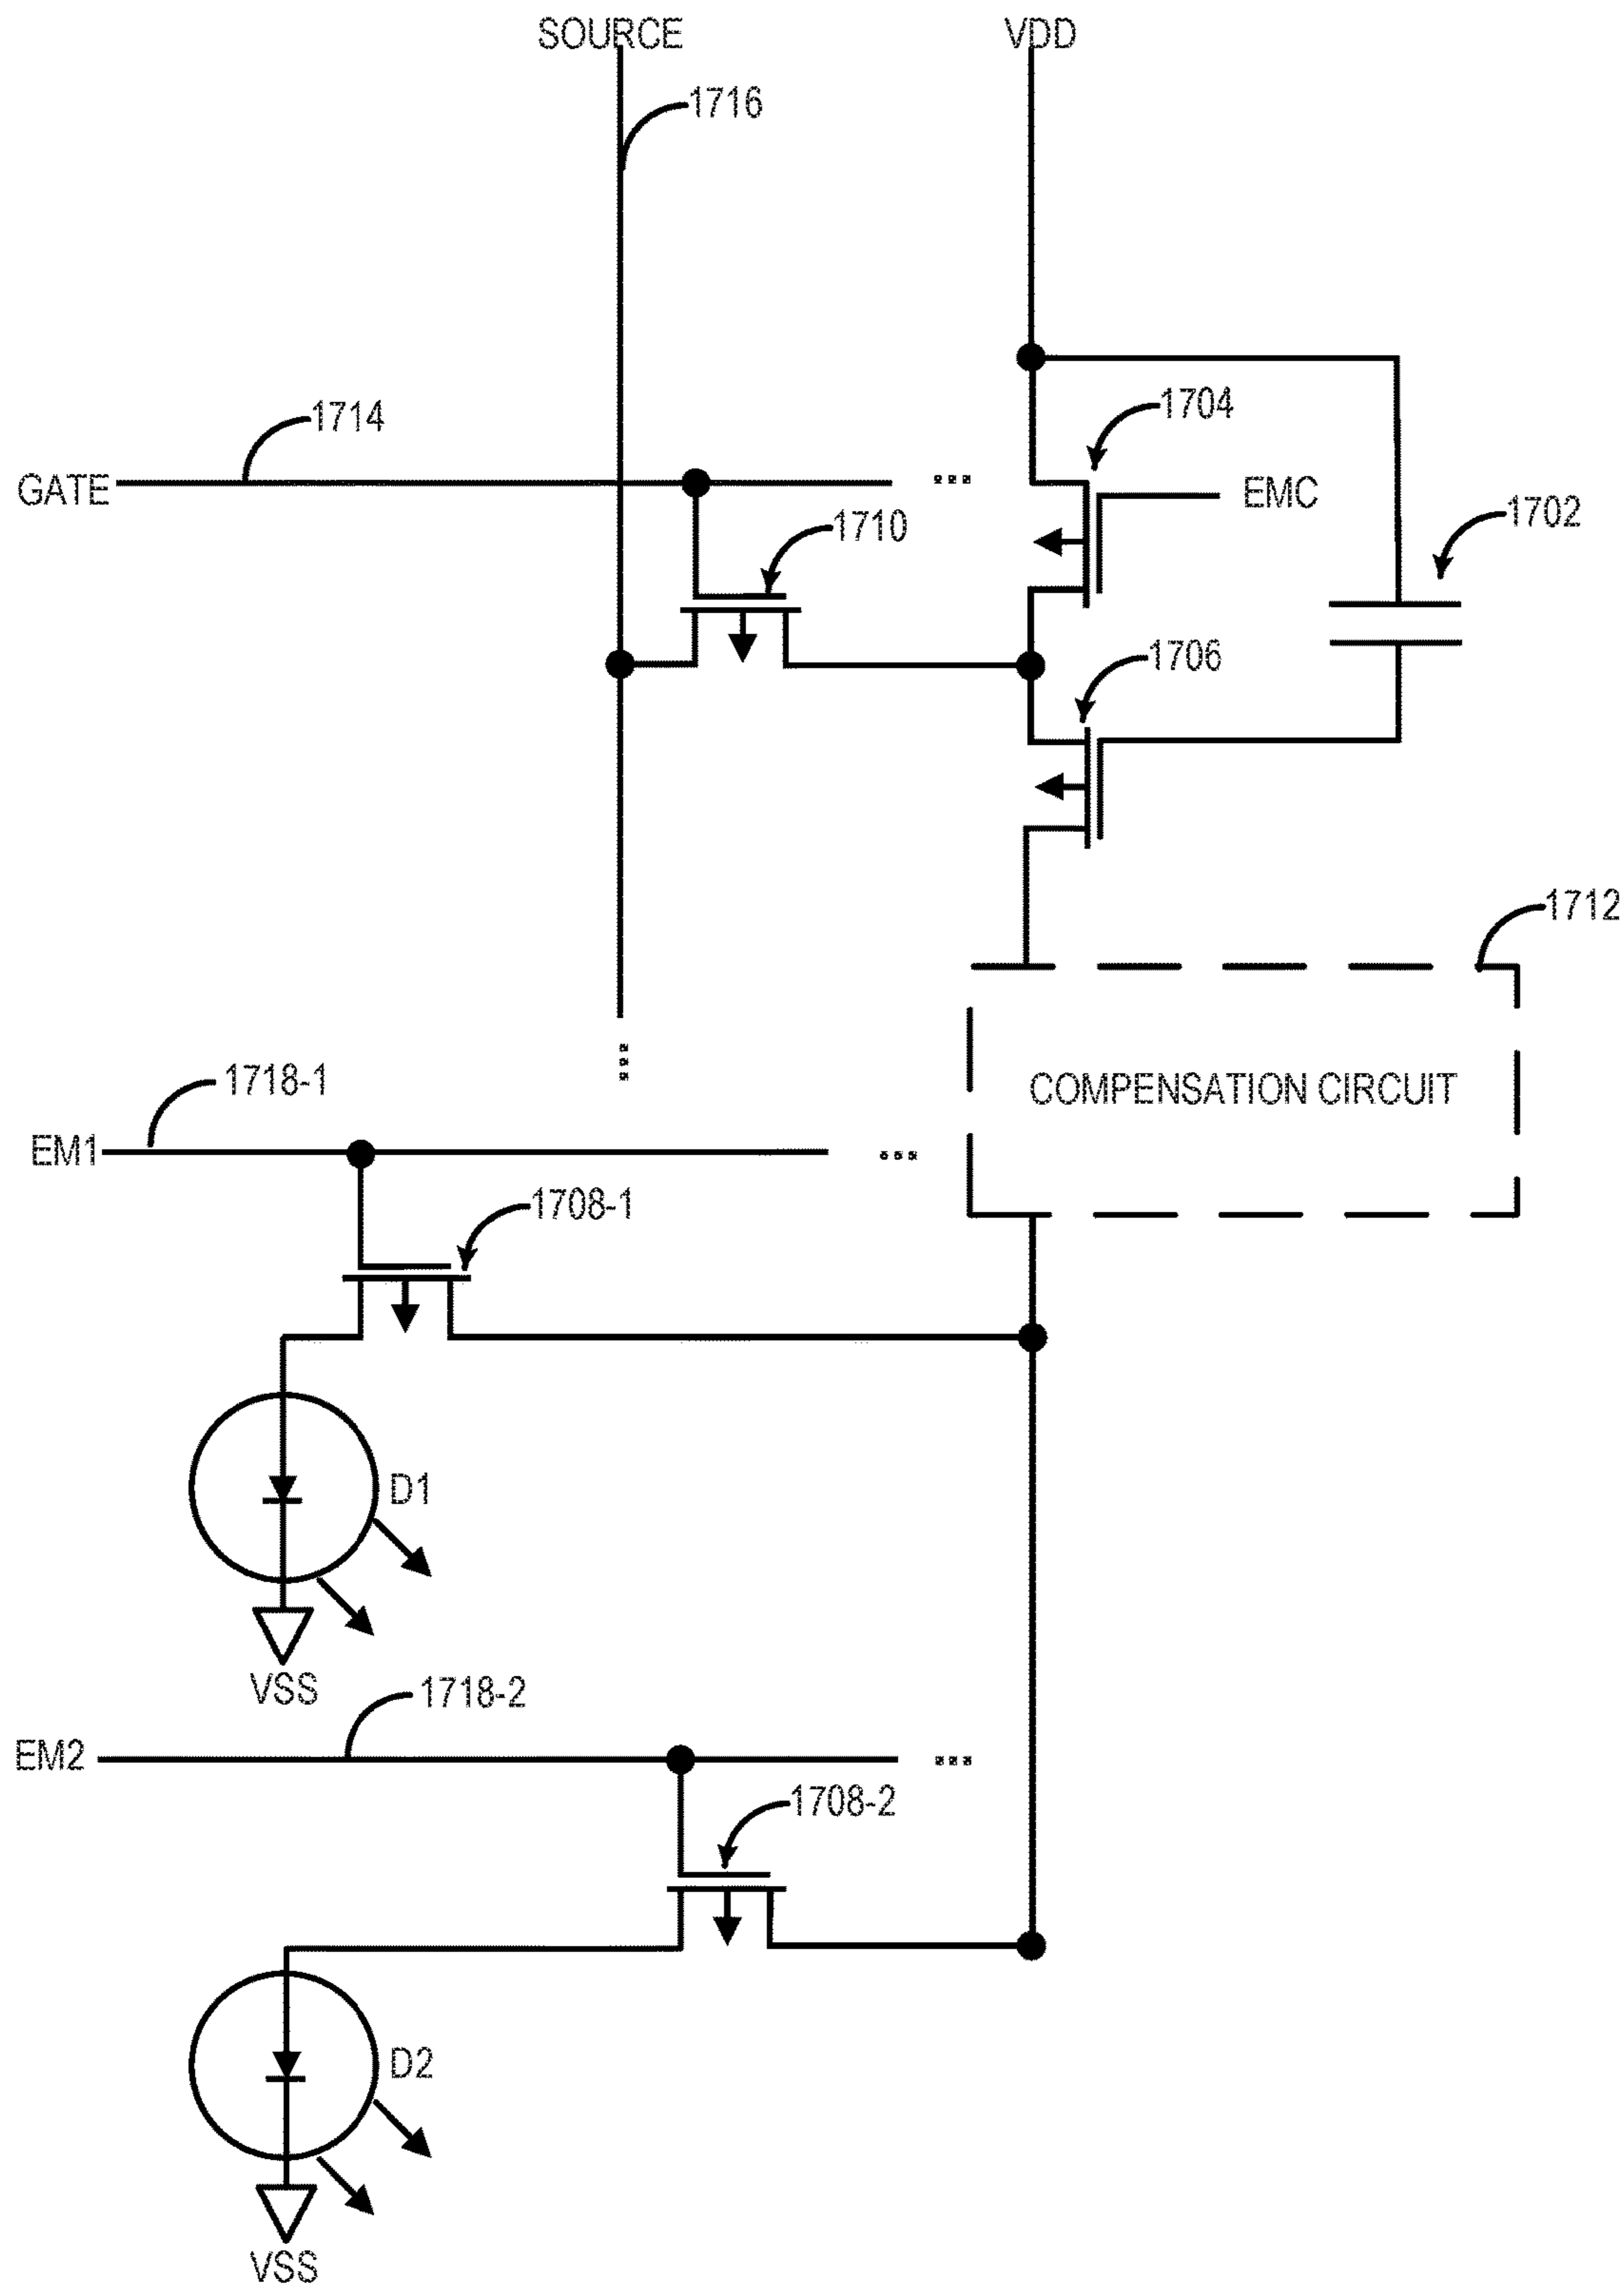 SOURCE
VDD
1716
1714
1704
GATE
EMC
1702
1710
1706
1712
1718-1
COMPENSATION CIRCUIT
EM1
1708-1
D1
VSS
1718-2
EM2
1708-2
D2
VSS